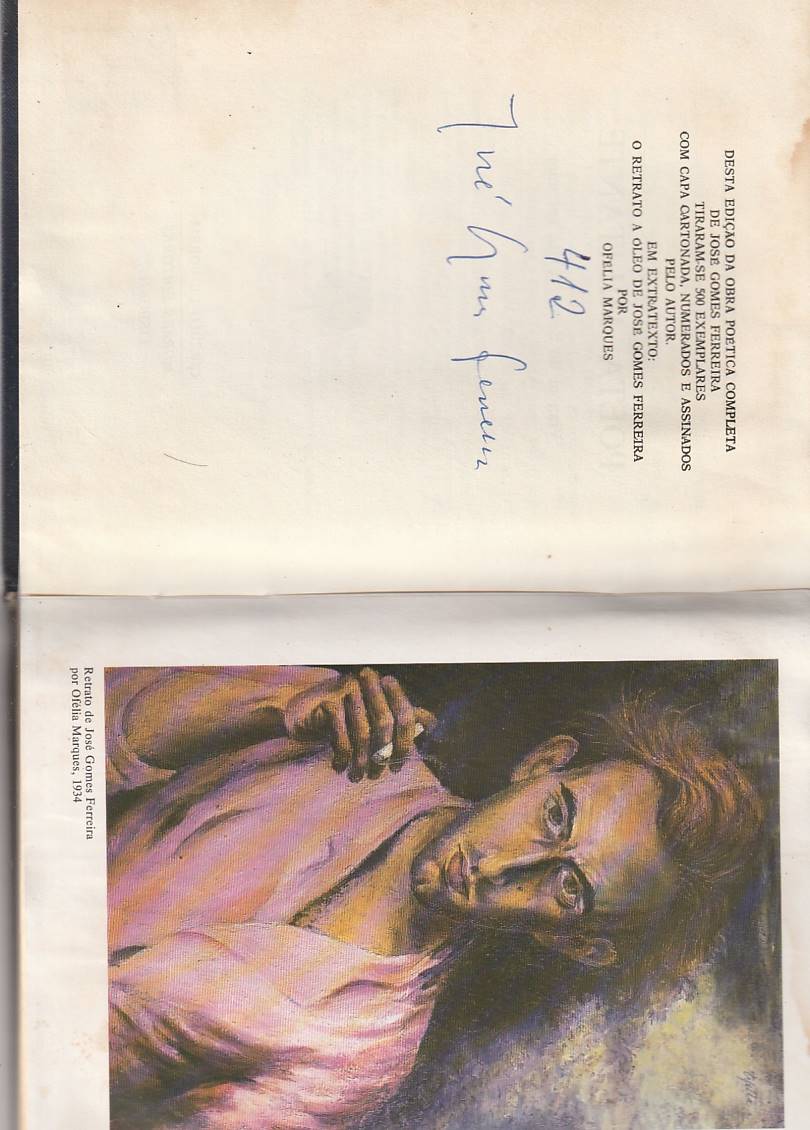 DESTA EDIÇÃO DA OBRA POÉTICA COMPLETA
DE JOSÉ GOMES FERREIRA
TIRARAM-SE 500 EXEMPLARES
COM CAPA CARTONADA, NUMERADOS E ASSINADOS
PELO AUTOR.
EM EXTRATEXTO:
O RETRATO A ÓLEO DE JOSÉ GOMES FERREIRA
POR
OFÉLIA MARQUES
412
José Gomes Ferreira
Retrato de José Gomes Ferreira
por Ofélia Marques, 1934